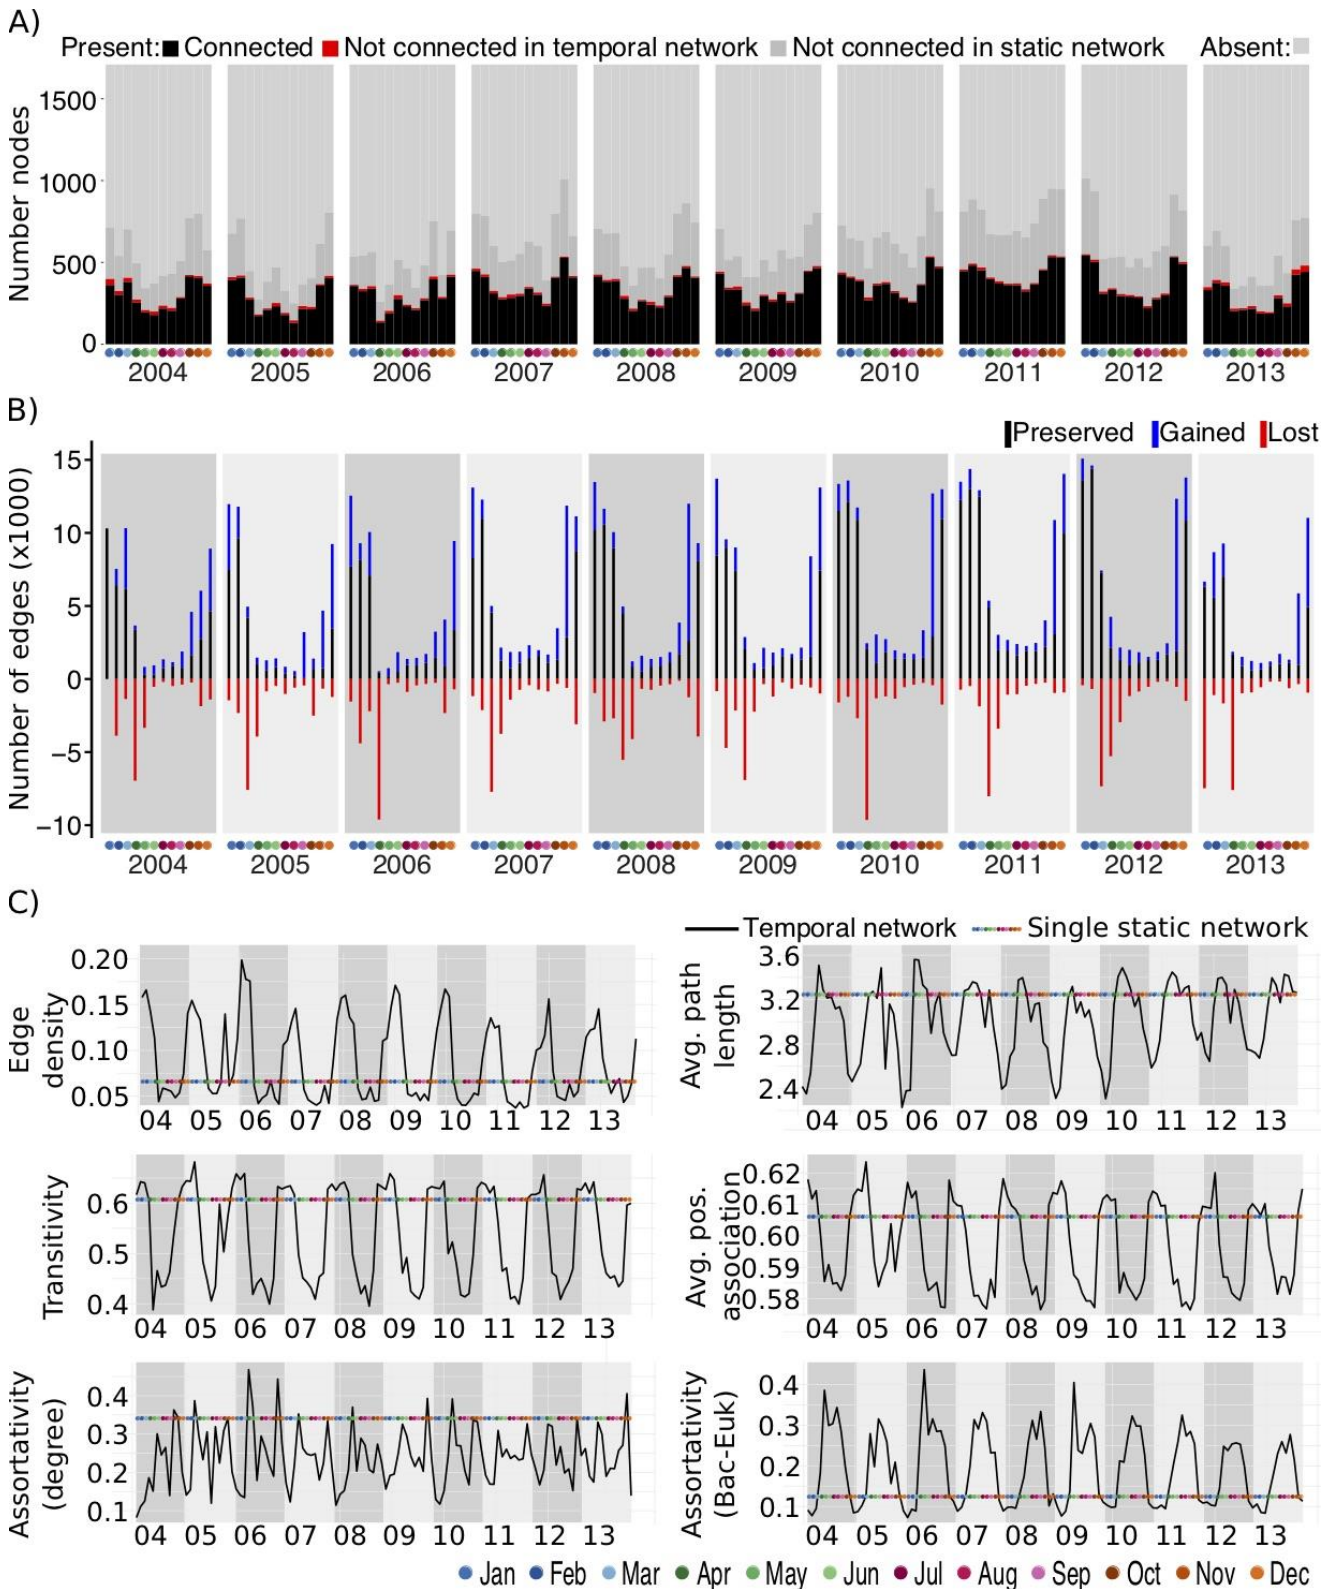 A)
Present: Connected Not connected in temporal network Not connected in static network Absent:
Number nodes
1500
1000
500
0
2004 2005 2006 2007 2008 2009 2010 2011 2012 2013
B)
Preserved Gained Lost
Number of edges (x1000)
15
10
5
0
−5
−10
2004 2005 2006 2007 2008 2009 2010 2011 2012 2013
C)
Temporal network Single static network
Edge
density
0.20
0.15
0.10
0.05
04 05 06 07 08 09 10 11 12 13
Avg. path
length
3.6
3.2
2.8
2.4
04 05 06 07 08 09 10 11 12 13
Transitivity
0.6
0.5
0.4
04 05 06 07 08 09 10 11 12 13
Avg. pos.
association
0.62
0.61
0.60
0.59
0.58
04 05 06 07 08 09 10 11 12 13
Assortativity
(degree)
0.4
0.3
0.2
0.1
04 05 06 07 08 09 10 11 12 13
Assortativity
(Bac-Euk)
0.4
0.3
0.2
0.1
04 05 06 07 08 09 10 11 12 13
Jan Feb Mar Apr May Jun Jul Aug Sep Oct Nov Dec